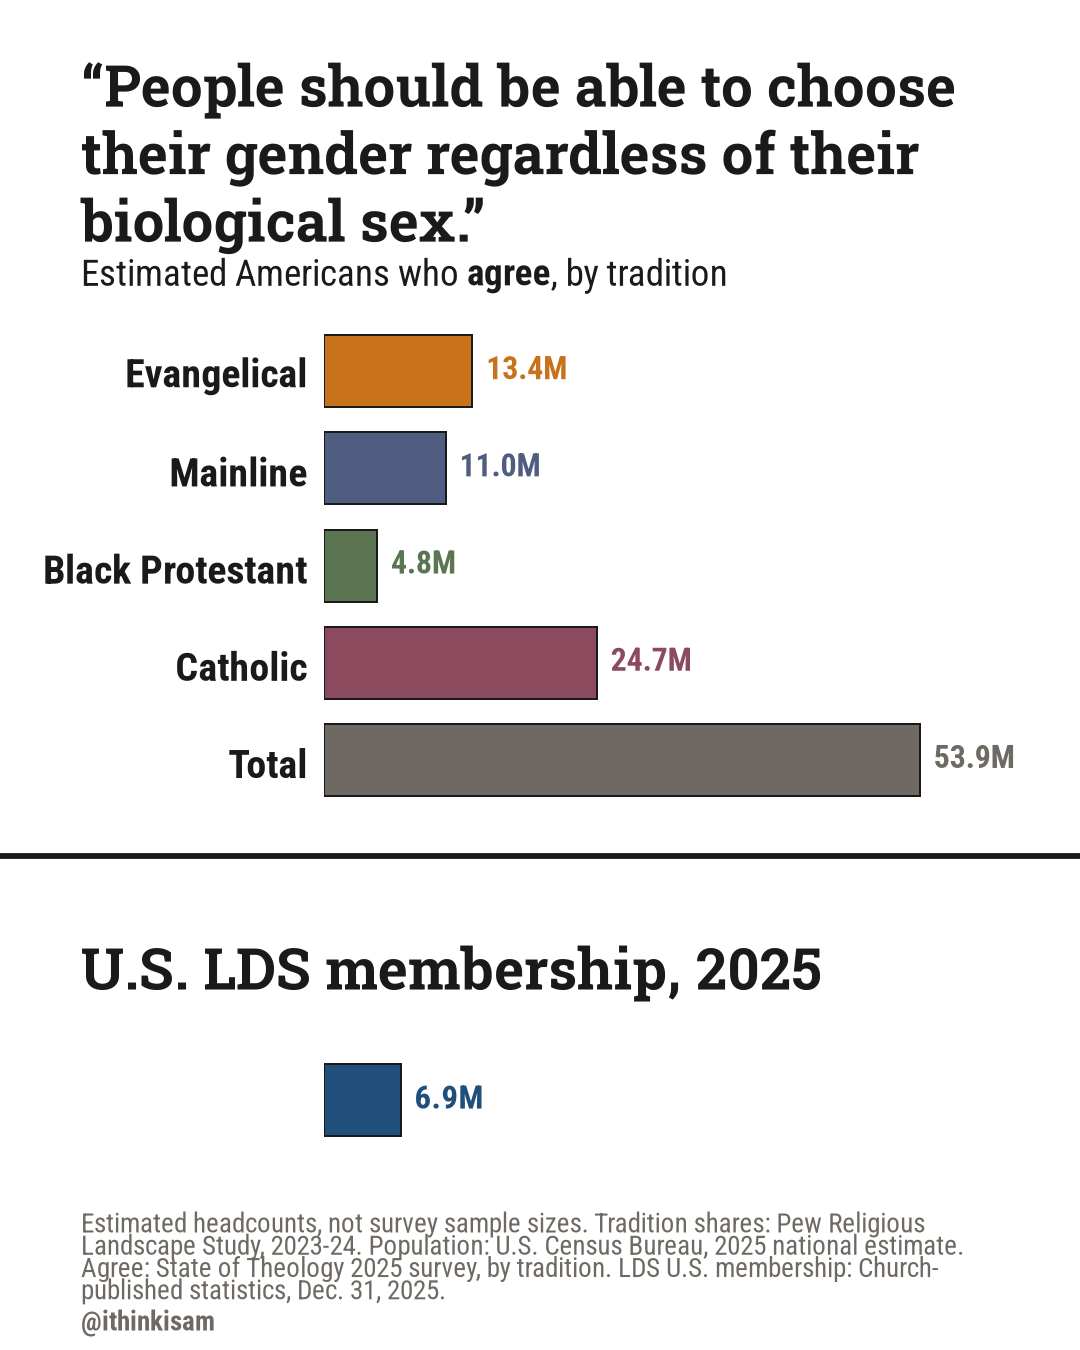 “People should be able to choose
their gender regardless of their
biological sex.”
Estimated Americans who agree, by tradition
Evangelical 13.4M
Mainline 11.0M
Black Protestant 4.8M
Catholic 24.7M
Total 53.9M
U.S. LDS membership, 2025
6.9M
Estimated headcounts, not survey sample sizes. Tradition shares: Pew Religious
Landscape Study, 2023-24. Population: U.S. Census Bureau, 2025 national estimate.
Agree: State of Theology 2025 survey, by tradition. LDS U.S. membership: Church-
published statistics, Dec. 31, 2025.
@ithinkisam